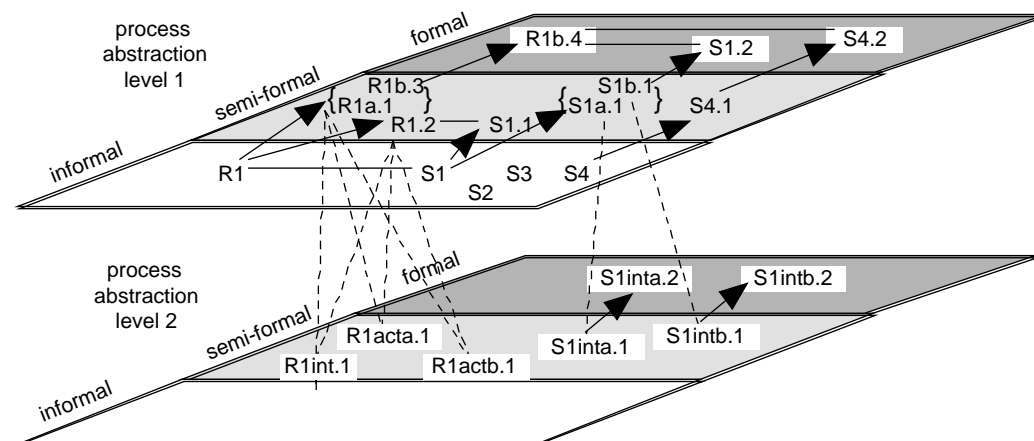 process
abstraction
level 1
formal
semi-formal
informal
R1b.4
S1.2
S4.2
R1b.3
{R1a.1 }
R1.2
S1.1
S1b.1
{S1a.1 }
S4.1
R1
S1
S2
S3
S4
process
abstraction
level 2
formal
semi-formal
informal
S1inta.2
S1intb.2
R1acta.1
S1inta.1
S1intb.1
R1int.1
R1actb.1